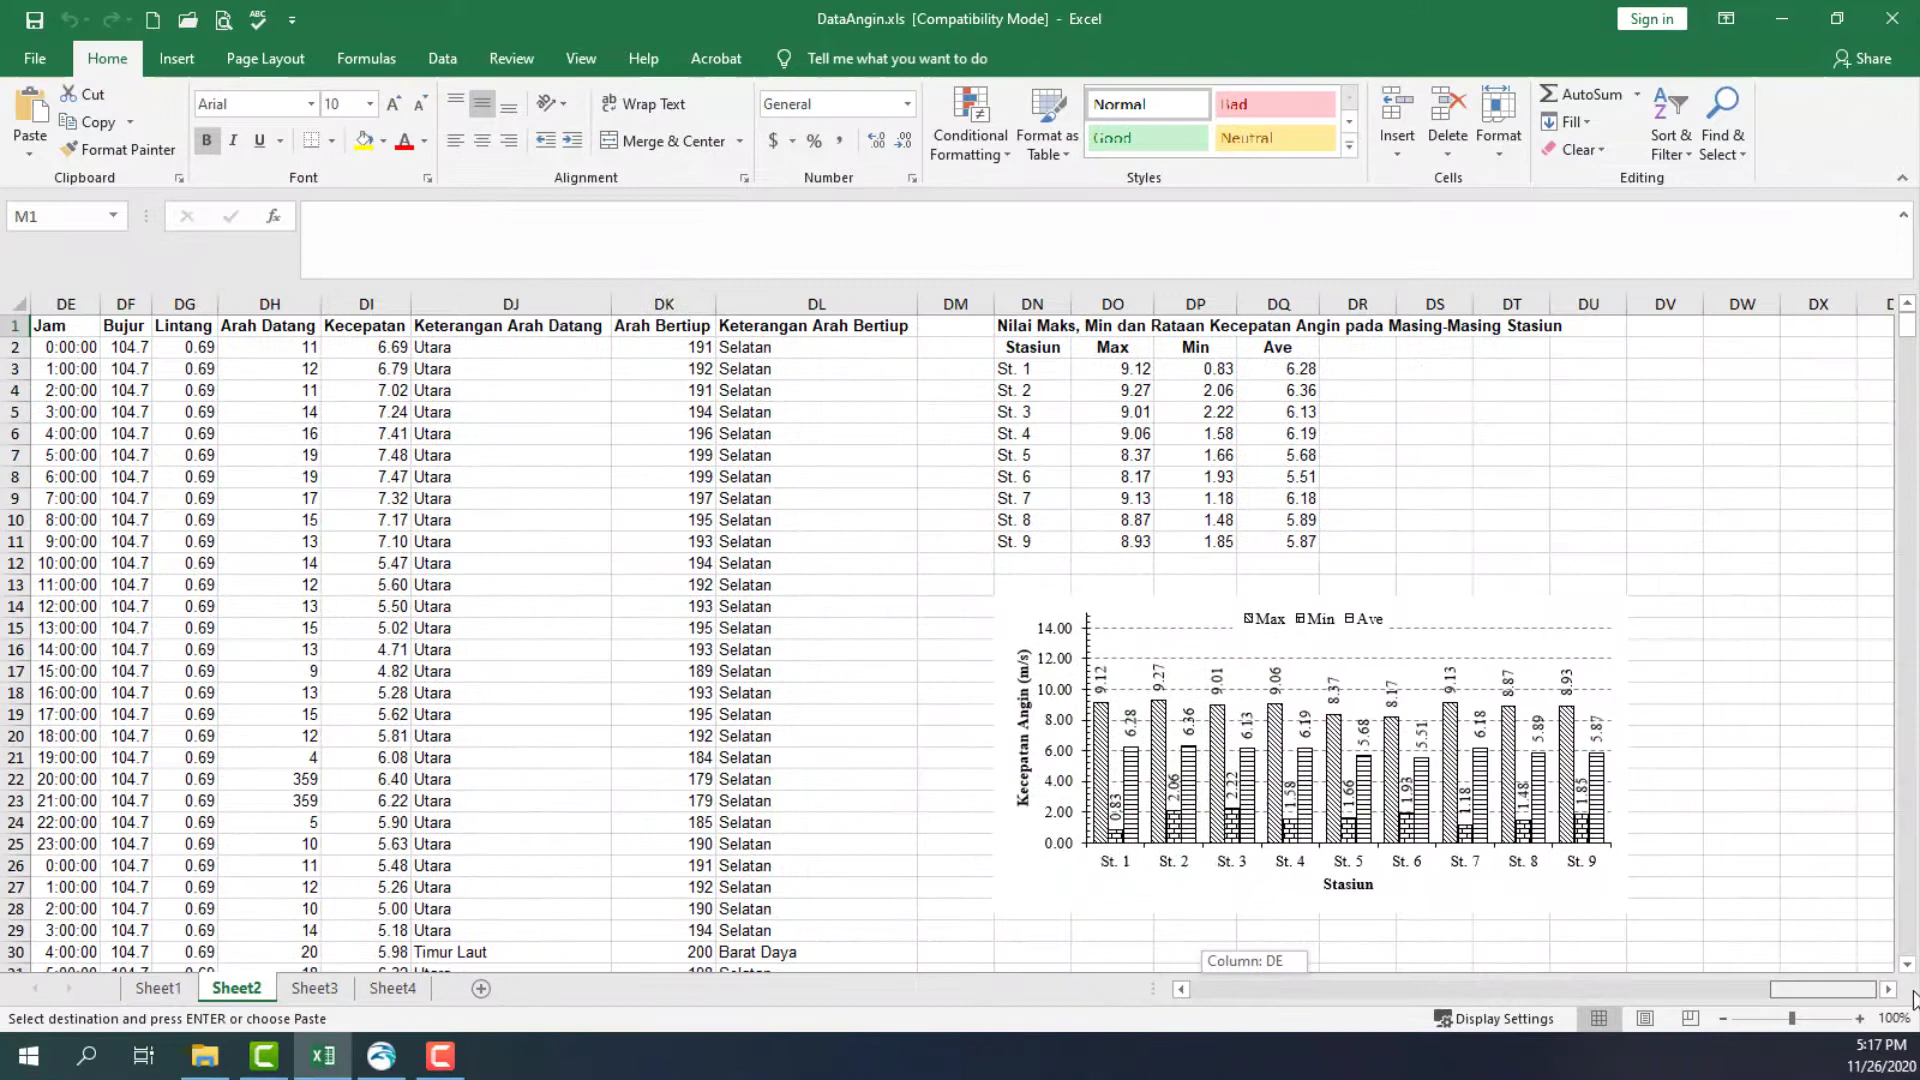 DataAngin.xls [Compatibility Mode] - Excel
Sign in
File Home Insert Page Layout Formulas Data Review View Help Acrobat Tell me what you want to do Share
Paste Cut Copy Format Painter Clipboard
Arial 10 B I U Font
Wrap Text Merge & Center Alignment
General $ % Number
Conditional Formatting Format as Table Normal Bad Good Neutral Styles
Insert Delete Format Cells
AutoSum Fill Clear Sort & Filter Find & Select Editing
M1 fx
DE DF DG DH DI DJ DK DL DM DN DO DP DQ DR DS DT DU DV DW DX
1 Jam Bujur Lintang Arah Datang Kecepatan Keterangan Arah Datang Arah Bertiup Keterangan Arah Bertiup Nilai Maks, Min dan Rataan Kecepatan Angin pada Masing-Masing Stasiun
2 0:00:00 104.7 0.69 11 6.69 Utara 191 Selatan Stasiun Max Min Ave
3 1:00:00 104.7 0.69 12 6.79 Utara 192 Selatan St. 1 9.12 0.83 6.28
4 2:00:00 104.7 0.69 11 7.02 Utara 191 Selatan St. 2 9.27 2.06 6.36
5 3:00:00 104.7 0.69 14 7.24 Utara 194 Selatan St. 3 9.01 2.22 6.13
6 4:00:00 104.7 0.69 16 7.41 Utara 196 Selatan St. 4 9.06 1.58 6.19
7 5:00:00 104.7 0.69 19 7.48 Utara 199 Selatan St. 5 8.37 1.66 5.68
8 6:00:00 104.7 0.69 19 7.47 Utara 199 Selatan St. 6 8.17 1.93 5.51
9 7:00:00 104.7 0.69 17 7.32 Utara 197 Selatan St. 7 9.13 1.18 6.18
10 8:00:00 104.7 0.69 15 7.17 Utara 195 Selatan St. 8 8.87 1.48 5.89
11 9:00:00 104.7 0.69 13 7.10 Utara 193 Selatan St. 9 8.93 1.85 5.87
12 10:00:00 104.7 0.69 14 5.47 Utara 194 Selatan
13 11:00:00 104.7 0.69 12 5.60 Utara 192 Selatan
14 12:00:00 104.7 0.69 13 5.50 Utara 193 Selatan
15 13:00:00 104.7 0.69 15 5.02 Utara 195 Selatan
16 14:00:00 104.7 0.69 13 4.71 Utara 193 Selatan
17 15:00:00 104.7 0.69 9 4.82 Utara 189 Selatan
18 16:00:00 104.7 0.69 13 5.28 Utara 193 Selatan
19 17:00:00 104.7 0.69 15 5.62 Utara 195 Selatan
20 18:00:00 104.7 0.69 12 5.81 Utara 192 Selatan
21 19:00:00 104.7 0.69 4 6.08 Utara 184 Selatan
22 20:00:00 104.7 0.69 359 6.40 Utara 179 Selatan
23 21:00:00 104.7 0.69 359 6.22 Utara 179 Selatan
24 22:00:00 104.7 0.69 5 5.90 Utara 185 Selatan
25 23:00:00 104.7 0.69 10 5.63 Utara 190 Selatan
26 0:00:00 104.7 0.69 11 5.48 Utara 191 Selatan
27 1:00:00 104.7 0.69 12 5.26 Utara 192 Selatan
28 2:00:00 104.7 0.69 10 5.00 Utara 190 Selatan
29 3:00:00 104.7 0.69 14 5.18 Utara 194 Selatan
30 4:00:00 104.7 0.69 20 5.98 Timur Laut 200 Barat Daya
Max Min Ave
Kecepatan Angin (m/s)
14.00
12.00
10.00
8.00
6.00
4.00
2.00
0.00
9.12 0.83 6.28 9.27 2.06 6.36 9.01 2.22 6.13 9.06 1.58 6.19 8.37 1.66 5.68 8.17 1.93 5.51 9.13 1.18 6.18 8.87 1.48 5.89 8.93 1.85 5.87
St. 1 St. 2 St. 3 St. 4 St. 5 St. 6 St. 7 St. 8 St. 9
Stasiun
Column: DE
Sheet1 Sheet2 Sheet3 Sheet4
Select destination and press ENTER or choose Paste
Display Settings
100%
5:17 PM
11/26/2020